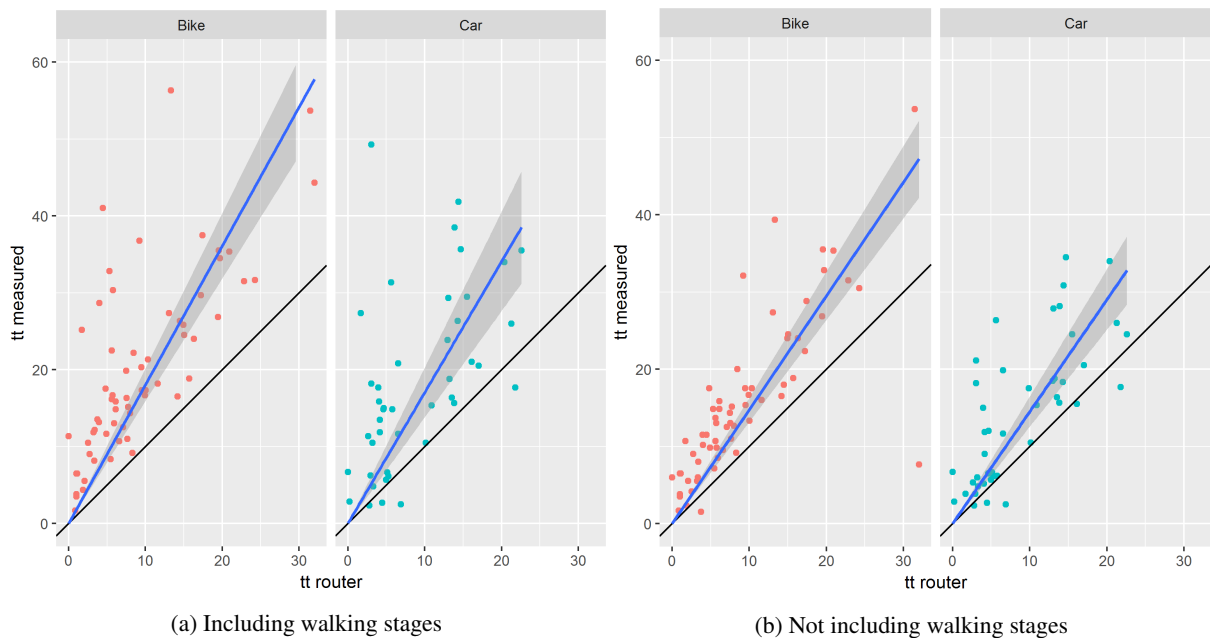 Bike Car
60
40
20
0
tt measured
0 10 20 30 0 10 20 30
tt router
(a) Including walking stages
Bike Car
60
40
20
0
tt measured
0 10 20 30 0 10 20 30
tt router
(b) Not including walking stages